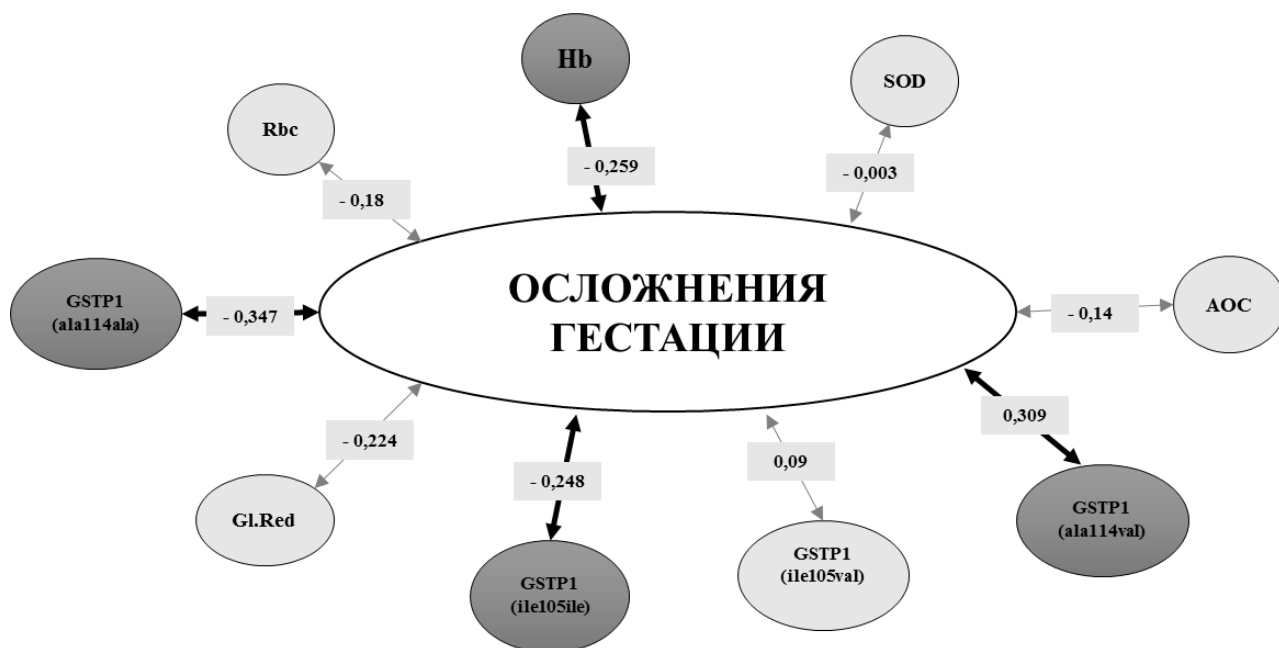 Hb
SOD
Rbc
- 0,259
- 0,003
- 0,18
ОСЛОЖНЕНИЯ
ГЕСТАЦИИ
GSTP1
(ala114ala)
- 0,347
- 0,14
АОС
- 0,224
- 0,248
0,09
0,309
Gl.Red
GSTP1
(ile105ile)
GSTP1
(ile105val)
GSTP1
(ala114val)